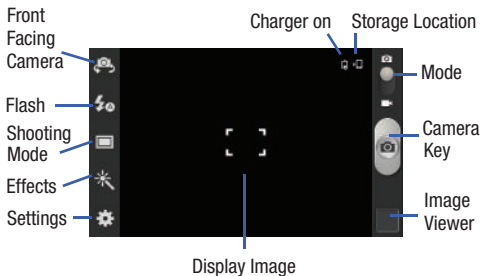 Front
Facing
Camera
Charger on
Storage Location
Flash
Shooting
Mode
Effects
Settings
Mode
Camera
Key
Image
Viewer
Display Image